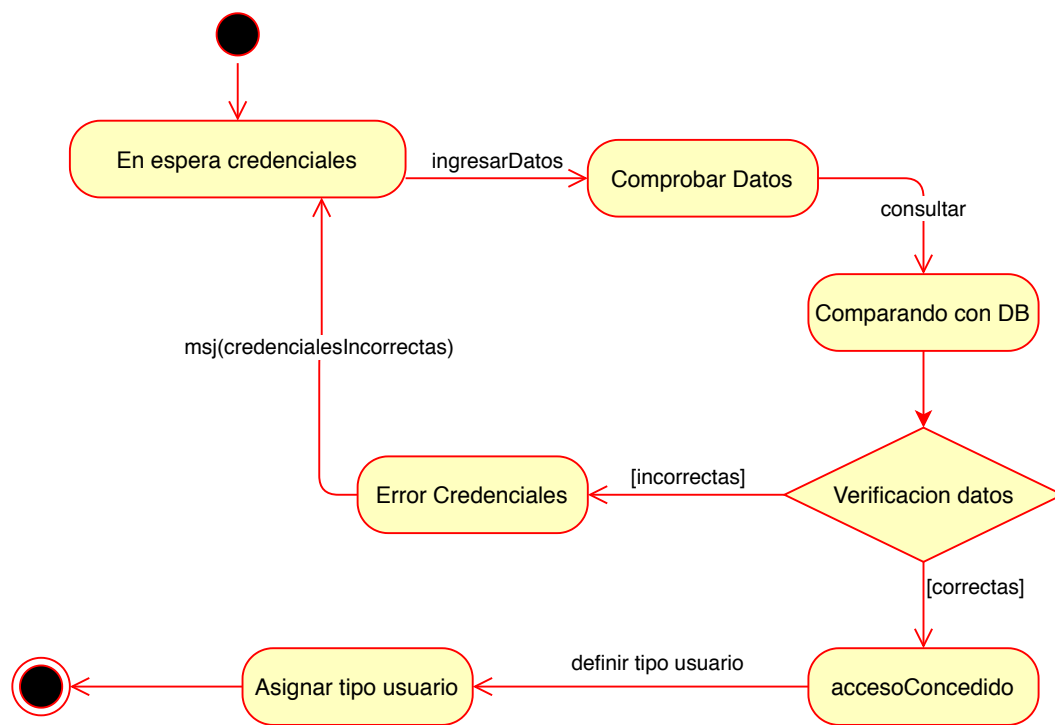 En espera credenciales
ingresarDatos
Comprobar Datos
consultar
Comparando con DB
msj(credencialesIncorrectas)
Error Credenciales
[incorrectas]
Verificacion datos
[correctas]
Asignar tipo usuario
definir tipo usuario
accesoConcedido